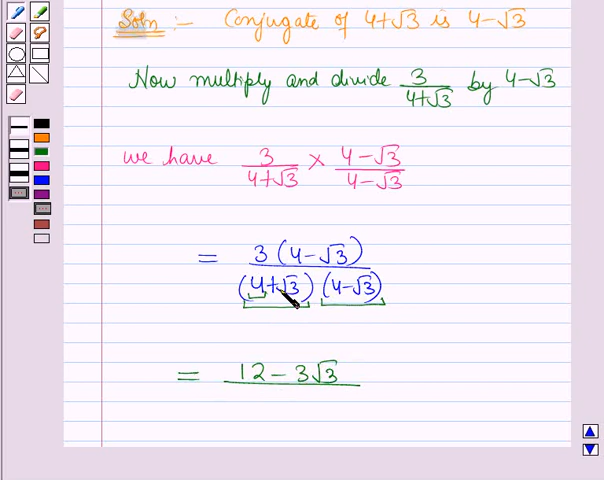 Soln :- Conjugate of 4+√3 is 4-√3
Now multiply and divide 3/(4+√3) by 4-√3
we have 3/(4+√3) × (4-√3)/(4-√3)
= 3(4-√3)/(4+√3)(4-√3)
= 12-3√3